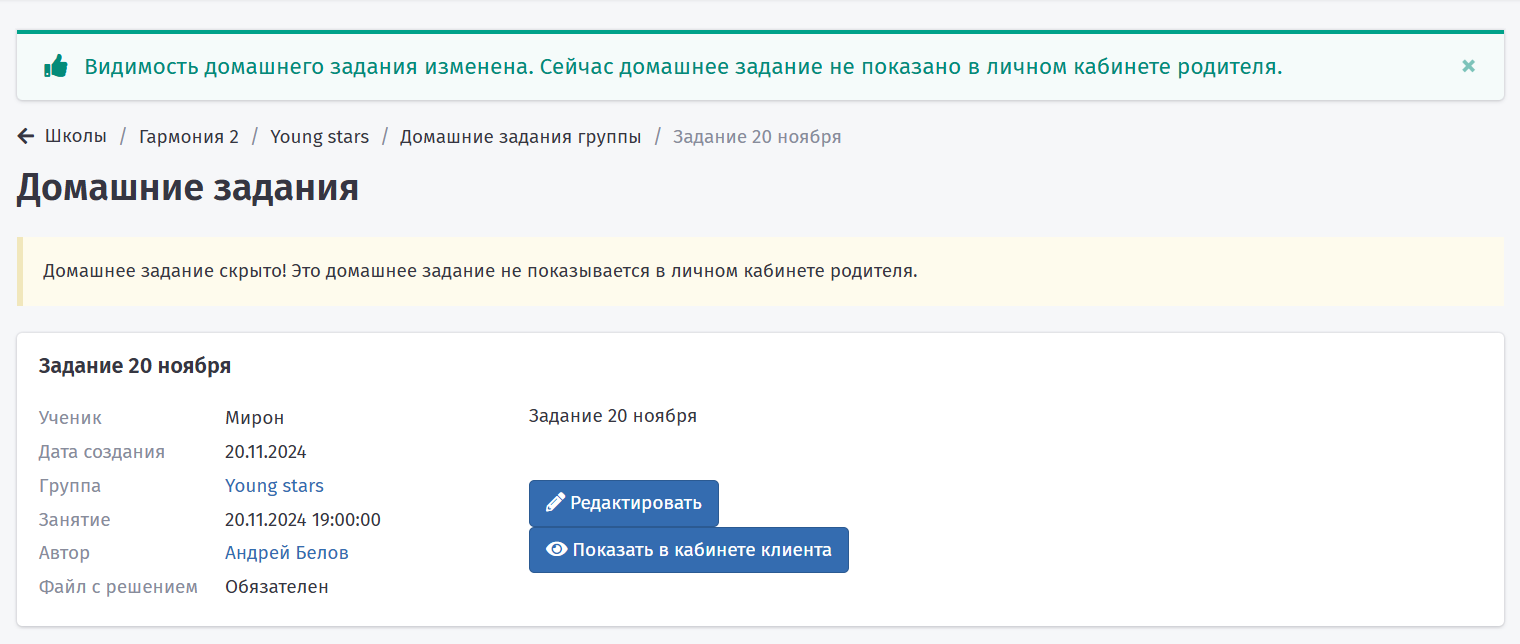 Видимость домашнего задания изменена. Сейчас домашнее задание не показано в личном кабинете родителя. ×
Школы / Гармония 2 / Young stars / Домашние задания группы / Задание 20 ноября
Домашние задания
Домашнее задание скрыто! Это домашнее задание не показывается в личном кабинете родителя.
Задание 20 ноября
Ученик Мирон
Дата создания 20.11.2024
Группа Young stars
Занятие 20.11.2024 19:00:00
Автор Андрей Белов
Файл с решением Обязателен
Задание 20 ноября
Редактировать
Показать в кабинете клиента